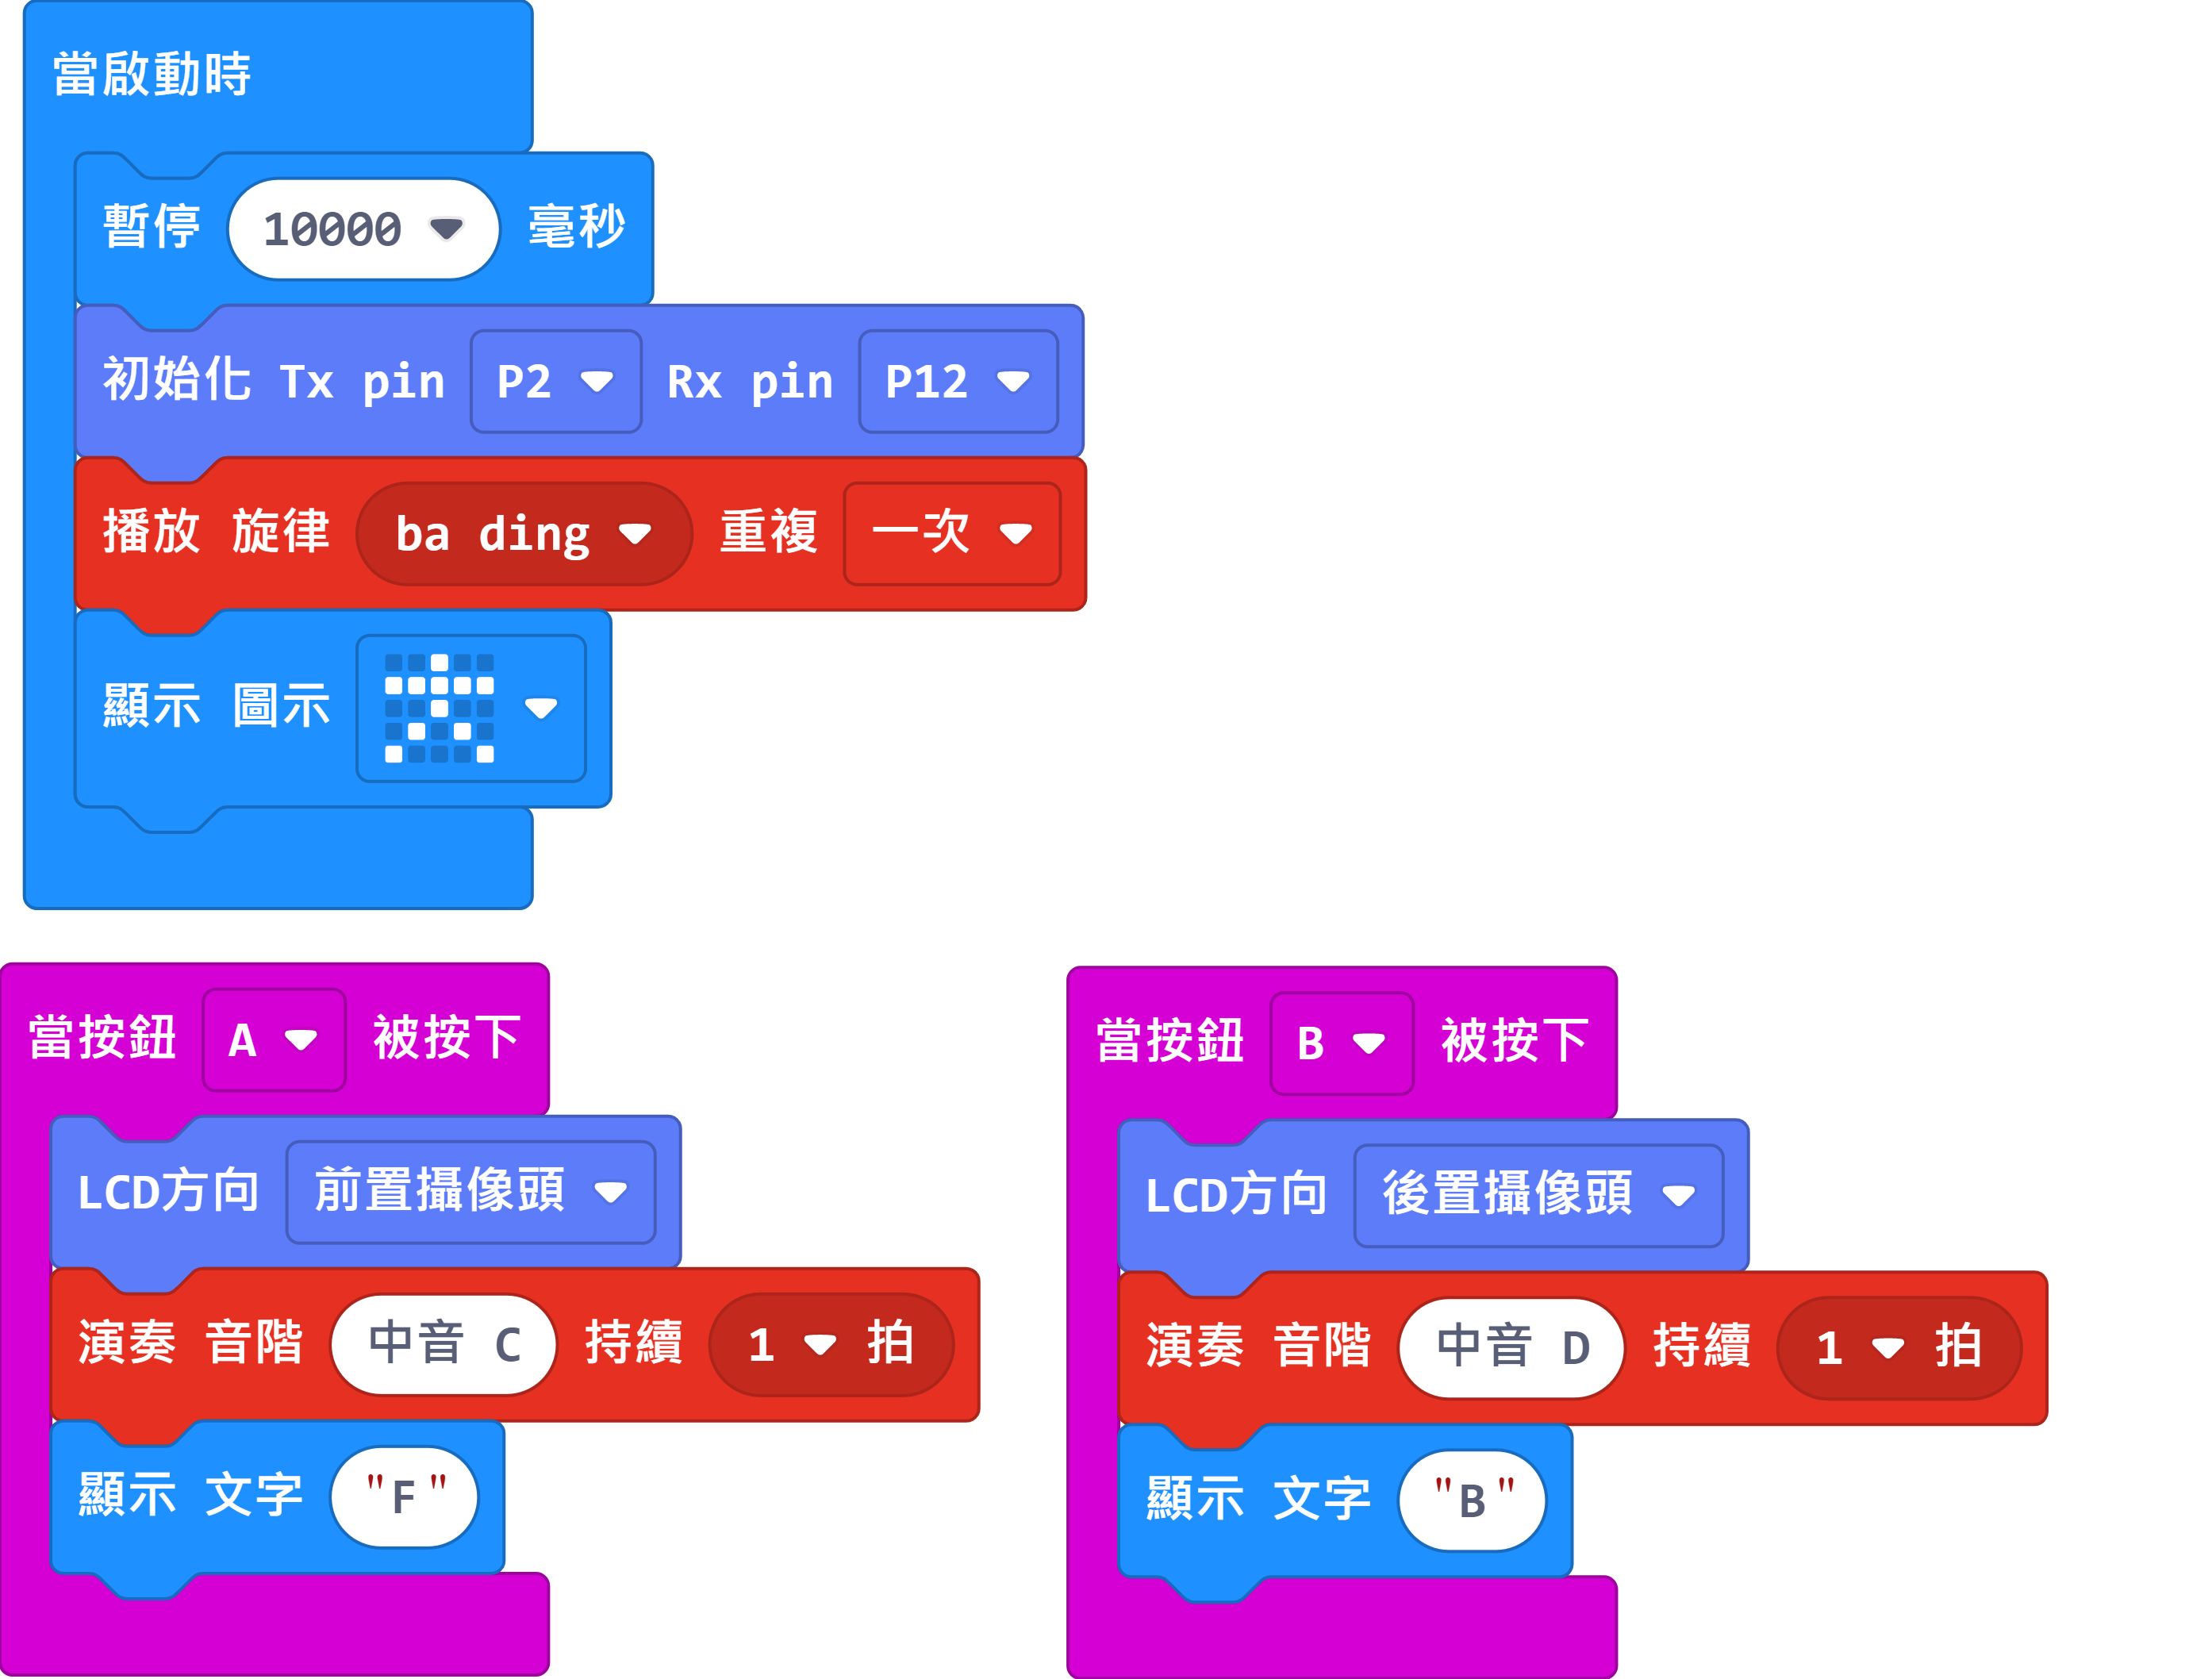 當啟動時
暫停 10000 毫秒
初始化 Tx pin P2 Rx pin P12
播放 旋律 ba ding 重複 一次
顯示 圖示
當按鈕 A 被按下
LCD方向 前置攝像頭
演奏 音階 中音 C 持續 1 拍
顯示 文字 "F"
當按鈕 B 被按下
LCD方向 後置攝像頭
演奏 音階 中音 D 持續 1 拍
顯示 文字 "B"